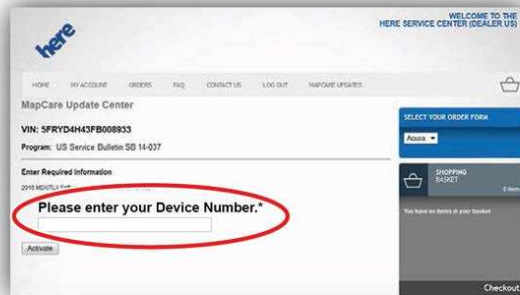 here
WELCOME TO THE
HERE SERVICE CENTER (DEALER US)
HOME MY ACCOUNT ORDERS FAQ CONTACT US LOG OUT MAPCARE UPDATES
MapCare Update Center
VIN: 5FRYD4H43FB008933
Program: US Service Bulletin SB 14-037
Enter Required Information
Please enter your Device Number.*
Activate
SELECT YOUR ORDER FORM
Acura
SHOPPING
BASKET
You have no items in your basket
Checkout